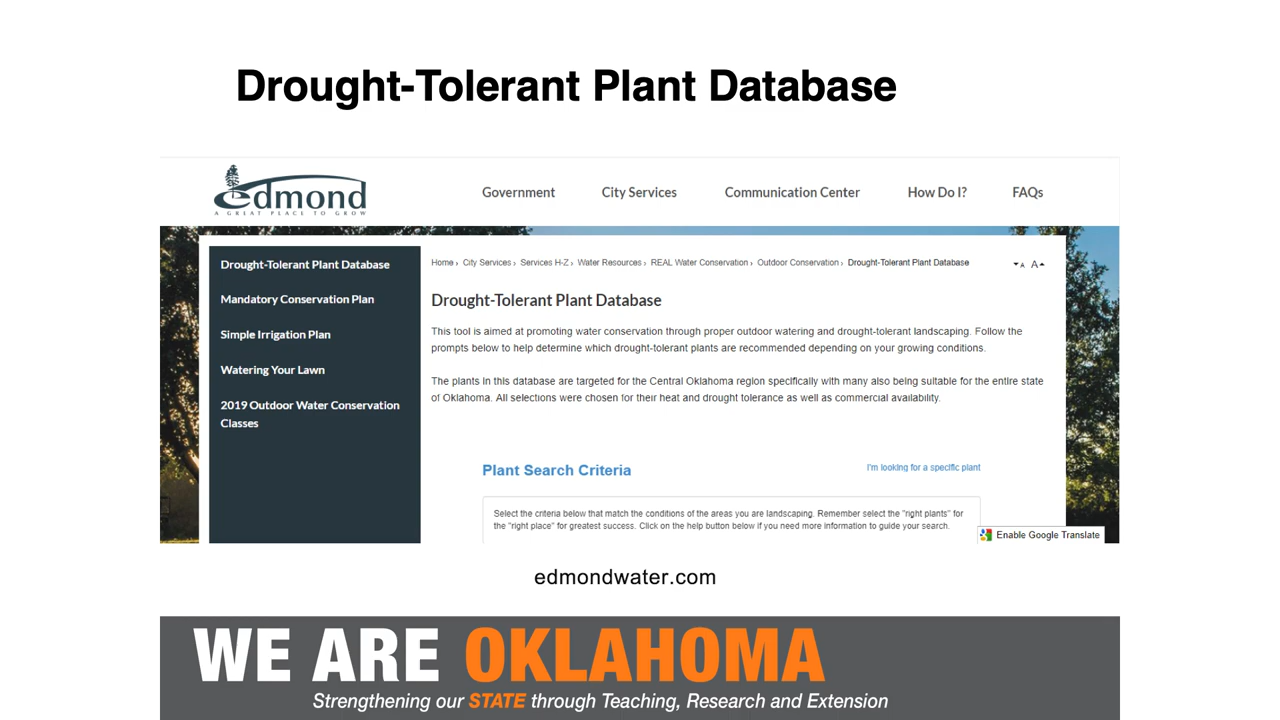 Drought-Tolerant Plant Database
edmond
A GREAT PLACE TO GROW
Government
City Services
Communication Center
How Do I?
FAQs
Drought-Tolerant Plant Database
Mandatory Conservation Plan
Simple Irrigation Plan
Watering Your Lawn
2019 Outdoor Water Conservation
Classes
Home › City Services › Services H-Z › Water Resources › REAL Water Conservation › Outdoor Conservation › Drought-Tolerant Plant Database
A A
Drought-Tolerant Plant Database
This tool is aimed at promoting water conservation through proper outdoor watering and drought-tolerant landscaping. Follow the
prompts below to help determine which drought-tolerant plants are recommended depending on your growing conditions.
The plants in this database are targeted for the Central Oklahoma region specifically with many also being suitable for the entire state
of Oklahoma. All selections were chosen for their heat and drought tolerance as well as commercial availability.
Plant Search Criteria
I'm looking for a specific plant
Select the criteria below that match the conditions of the areas you are landscaping. Remember select the "right plants" for
the "right place" for greatest success. Click on the help button below if you need more information to guide your search.
Enable Google Translate
edmondwater.com
WE ARE OKLAHOMA
Strengthening our STATE through Teaching, Research and Extension